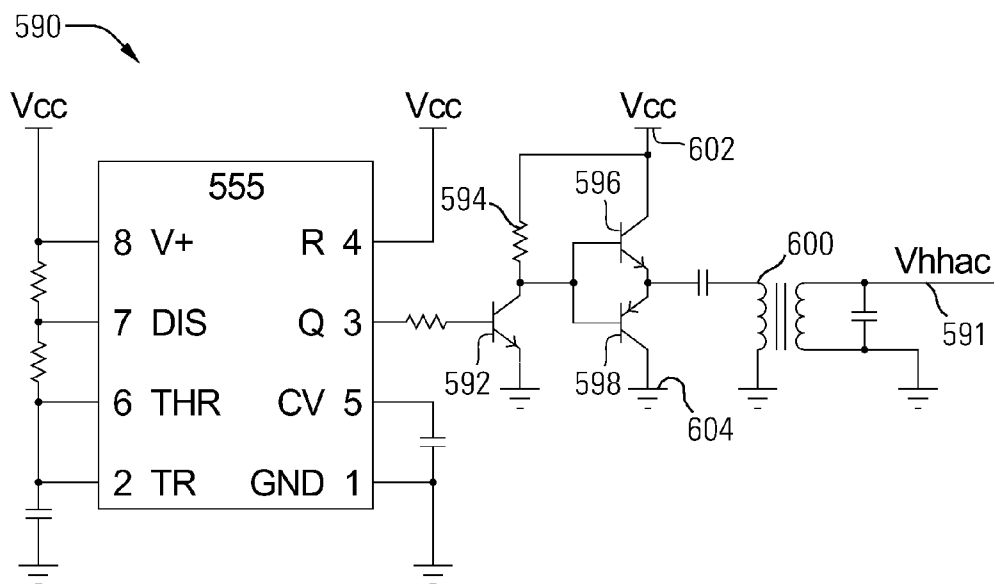 590
Vcc
Vcc
Vcc
602
555
594
596
8 V+ R 4
600
Vhhac
7 DIS Q 3
591
592
598
6 THR CV 5
604
2 TR GND 1